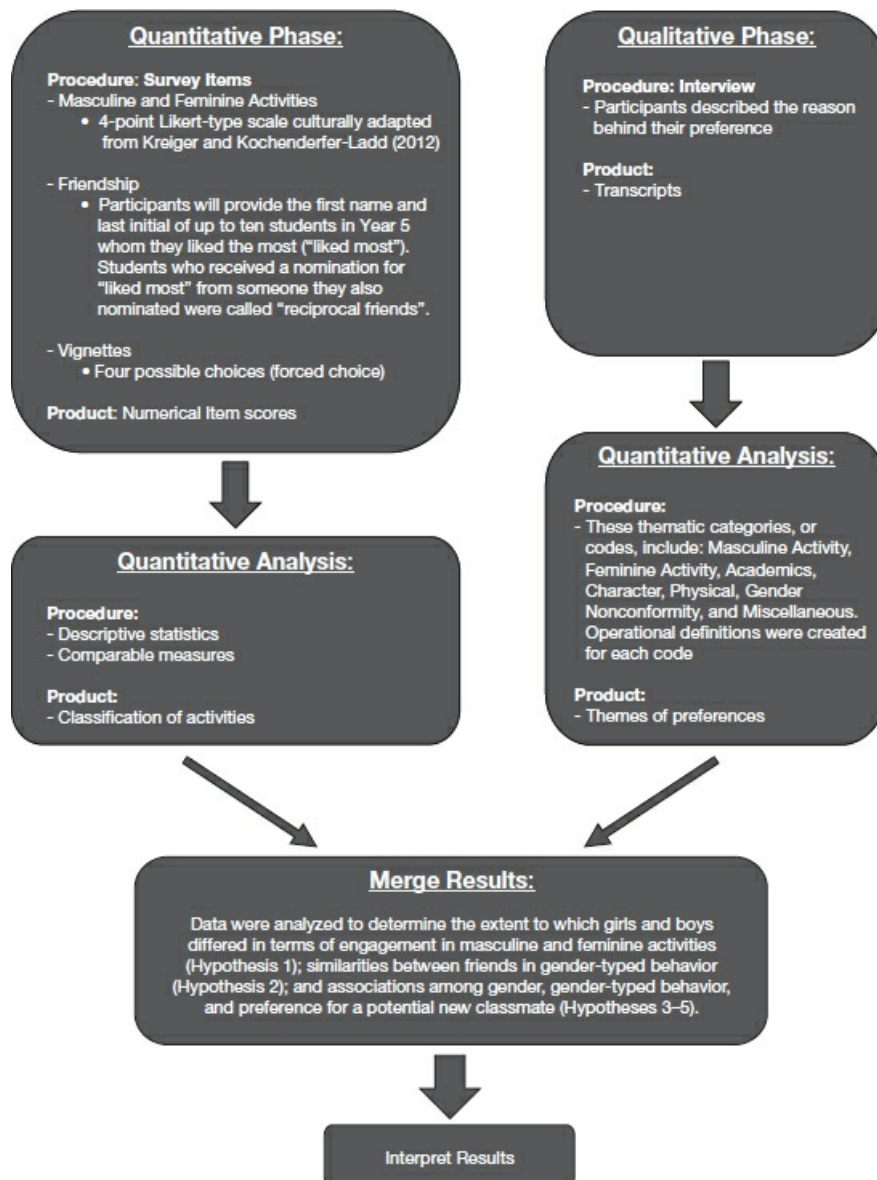 Quantitative Phase:
Procedure: Survey Items
- Masculine and Feminine Activities
• 4-point Likert-type scale culturally adapted
from Kreiger and Kochenderfer-Ladd (2012)
- Friendship
• Participants will provide the first name and
last initial of up to ten students in Year 5
whom they liked the most (“liked most”).
Students who received a nomination for
“liked most” from someone they also
nominated were called “reciprocal friends”.
- Vignettes
• Four possible choices (forced choice)
Product: Numerical Item scores
Qualitative Phase:
Procedure: Interview
- Participants described the reason
behind their preference
Product:
- Transcripts
Quantitative Analysis:
Procedure:
- Descriptive statistics
- Comparable measures
Product:
- Classification of activities
Quantitative Analysis:
Procedure:
- These thematic categories, or
codes, include: Masculine Activity,
Feminine Activity, Academics,
Character, Physical, Gender
Nonconformity, and Miscellaneous.
Operational definitions were created
for each code
Product:
- Themes of preferences
Merge Results:
Data were analyzed to determine the extent to which girls and boys
differed in terms of engagement in masculine and feminine activities
(Hypothesis 1); similarities between friends in gender-typed behavior
(Hypothesis 2); and associations among gender, gender-typed behavior,
and preference for a potential new classmate (Hypotheses 3–5).
Interpret Results